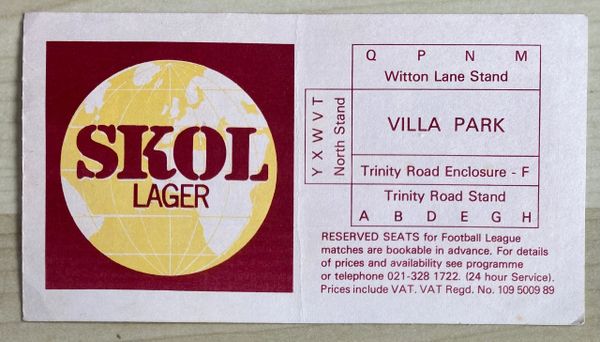 SKOL
LAGER
Q P N M
Witton Lane Stand
Y X W V T
North Stand
VILLA PARK
Trinity Road Enclosure - F
Trinity Road Stand
A B D E G H
RESERVED SEATS for Football League
matches are bookable in advance. For details
of prices and availability see programme
or telephone 021-328 1722. (24 hour Service).
Prices include VAT. VAT Regd. No. 109 5009 89